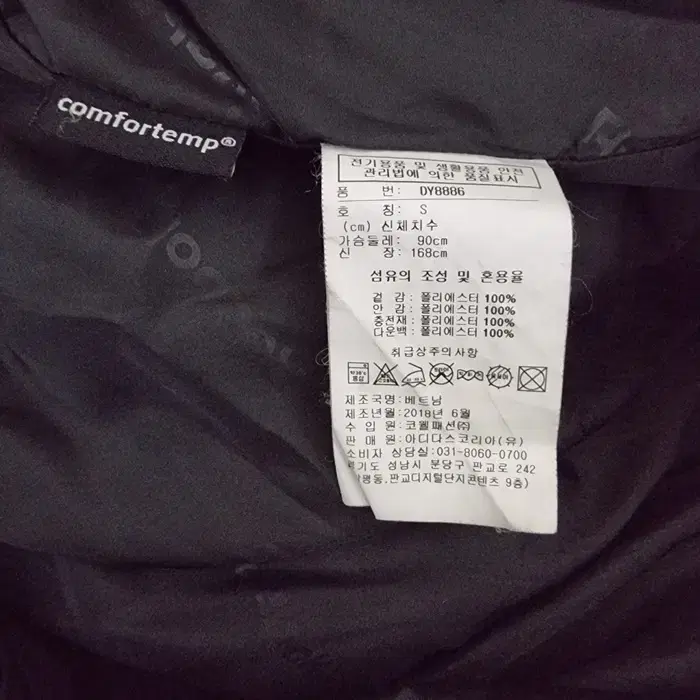 comfortemp®
전기용품 및 생활용품 안전
관리법에 의한 품질표시
품 번: DY8886
호 칭: S
(cm) 신체치수
가슴둘레: 90cm
신 장: 168cm
섬유의 조성 및 혼용율
겉 감: 폴리에스터 100%
안 감: 폴리에스터 100%
충전재: 폴리에스터 100%
다운백: 폴리에스터 100%
취급상주의사항
제조국명: 베트남
제조년월: 2018년 6월
수 입 원: 코웰패션(주)
판 매 원: 아디다스코리아(유)
소비자 상담실: 031-8060-0700
경기도 성남시 분당구 판교로 242
판교디지털단지콘텐츠 9층)